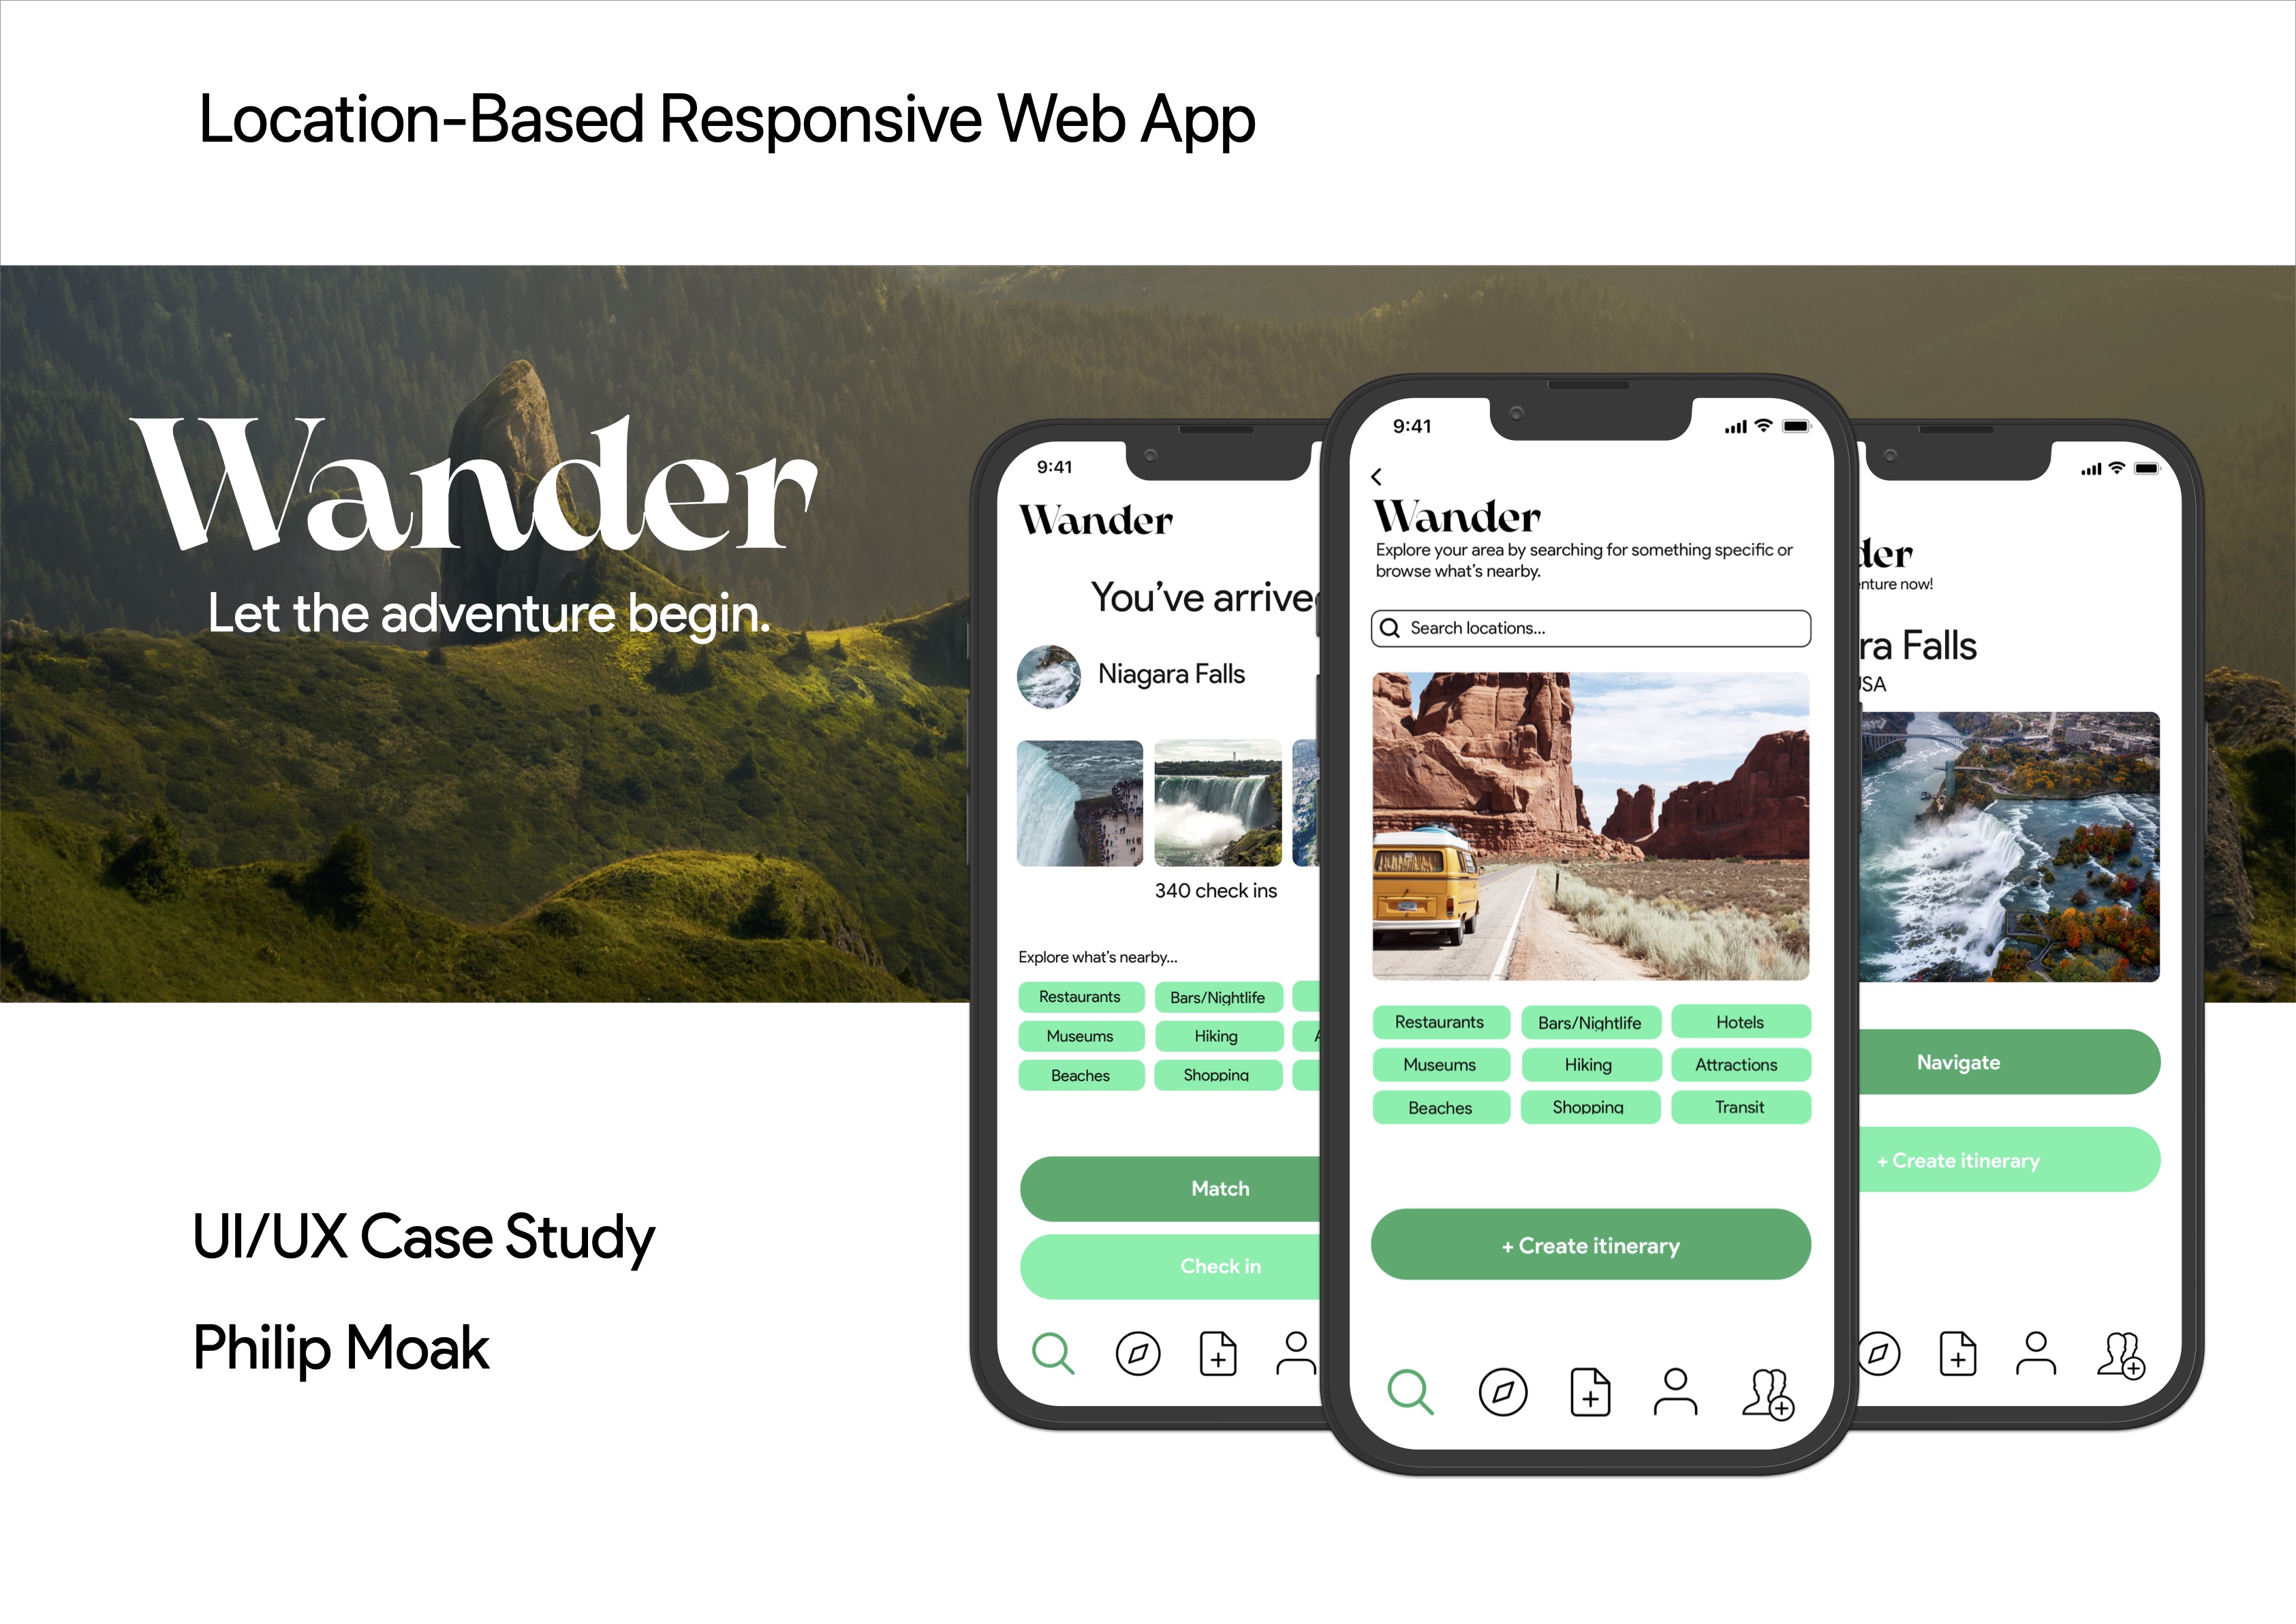 Location-Based Responsive Web App
Wander
Let the adventure begin.
9:41
Wander
You've arrive
Niagara Falls
340 check ins
Explore what's nearby...
Restaurants
Bars/Nightlife
Museums
Hiking
Beaches
Shopping
Match
Check in
9:41
Wander
Explore your area by searching for something specific or
browse what's nearby.
Search locations...
Restaurants
Bars/Nightlife
Hotels
Museums
Hiking
Attractions
Beaches
Shopping
Transit
+ Create itinerary
der
enture now!
ra Falls
USA
Navigate
+ Create itinerary
UI/UX Case Study
Philip Moak